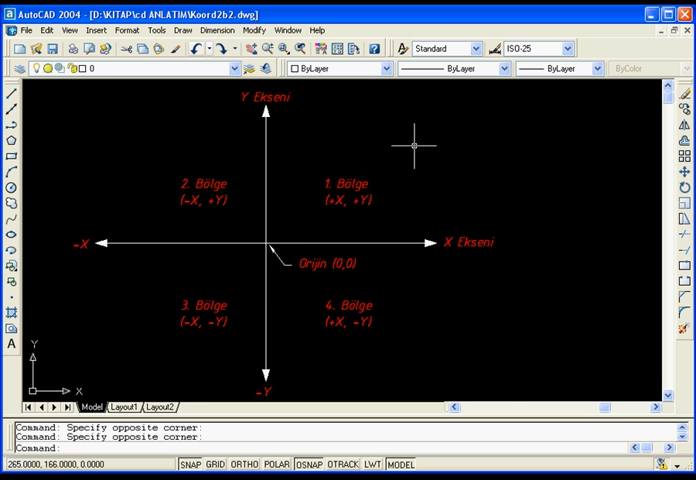 AutoCAD 2004 - [D:\KITAP\cd ANLATIM\Koord2b2.dwg]
File Edit View Insert Format Tools Draw Dimension Modify Window Help
Standard ISO-25
0 ByLayer ByLayer ByLayer ByColor
Y Ekseni
2. Bölge 1. Bölge
(-X, +Y) (+X, +Y)
-X X Ekseni
Orijin (0,0)
3. Bölge 4. Bölge
(-X, -Y) (+X, -Y)
Y
X
-Y
A
Model Layout1 Layout2
Command: Specify opposite corner:
Command: Specify opposite corner:
Command:
265.0000, 166.0000, 0.0000 SNAP GRID ORTHO POLAR OSNAP OTRACK LWT MODEL